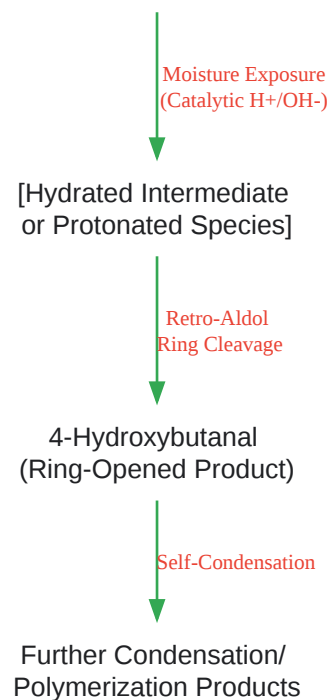 Moisture Exposure
(Catalytic H+/OH-)
[Hydrated Intermediate
or Protonated Species]
Retro-Aldol
Ring Cleavage
4-Hydroxybutanal
(Ring-Opened Product)
Self-Condensation
Further Condensation/
Polymerization Products